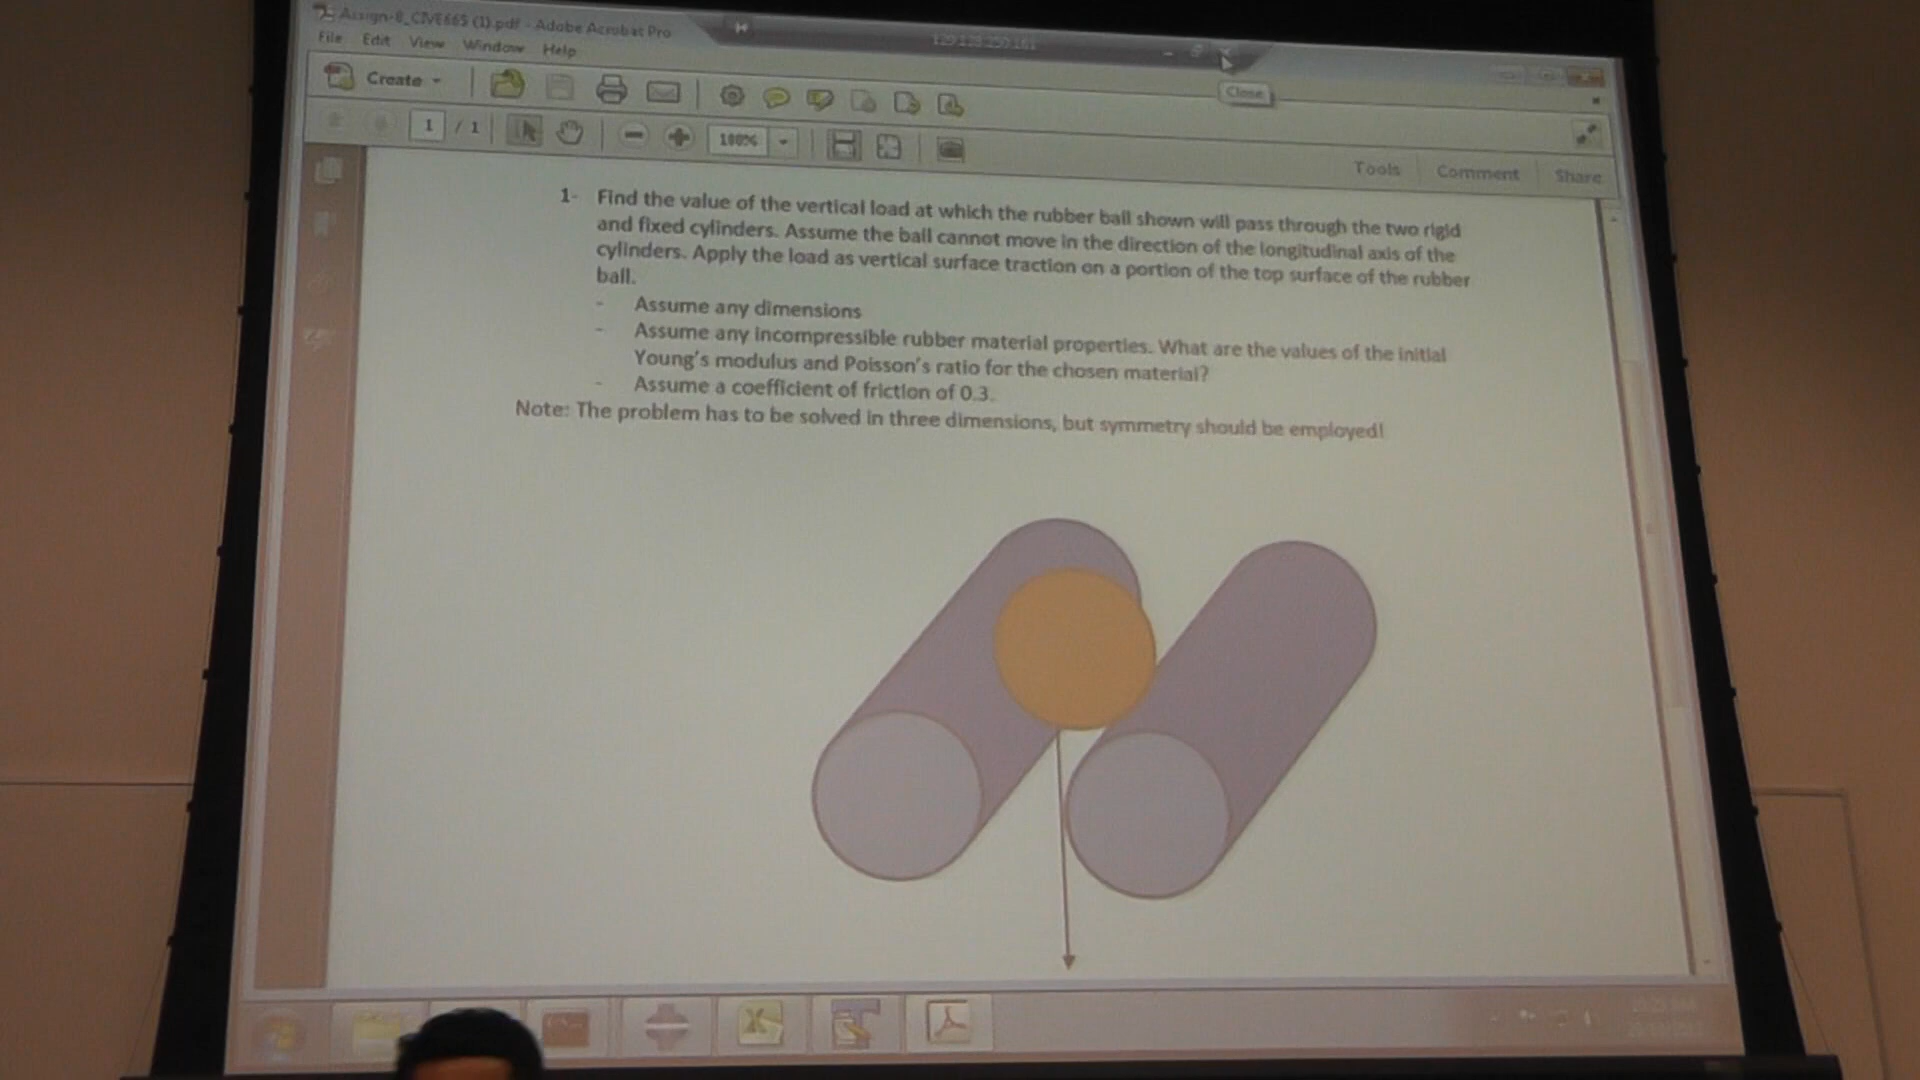 Assign-8_CIVE665 (1).pdf - Adobe Acrobat Pro
File Edit View Window Help
Create
Close
1 / 1
100%
Tools Comment Share
1- Find the value of the vertical load at which the rubber ball shown will pass through the two rigid
and fixed cylinders. Assume the ball cannot move in the direction of the longitudinal axis of the
cylinders. Apply the load as vertical surface traction on a portion of the top surface of the rubber
ball.
- Assume any dimensions
- Assume any incompressible rubber material properties. What are the values of the initial
Young's modulus and Poisson's ratio for the chosen material?
- Assume a coefficient of friction of 0.3.
Note: The problem has to be solved in three dimensions, but symmetry should be employed!